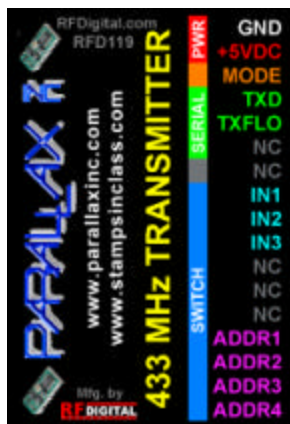 RFDigital.com
RFD119
PARALLAX
www.parallaxinc.com
www.stampsinclass.com
433 MHz TRANSMITTER
Mfg. by
RF DIGITAL
PWR
SERIAL
SWITCH
GND
+5VDC
MODE
TXD
TXFLO
NC
NC
IN1
IN2
IN3
NC
NC
NC
ADDR1
ADDR2
ADDR3
ADDR4